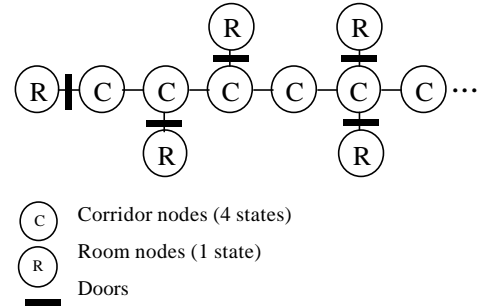 R R
R C C C C C C ...
R R
C Corridor nodes (4 states)
R Room nodes (1 state)
Doors